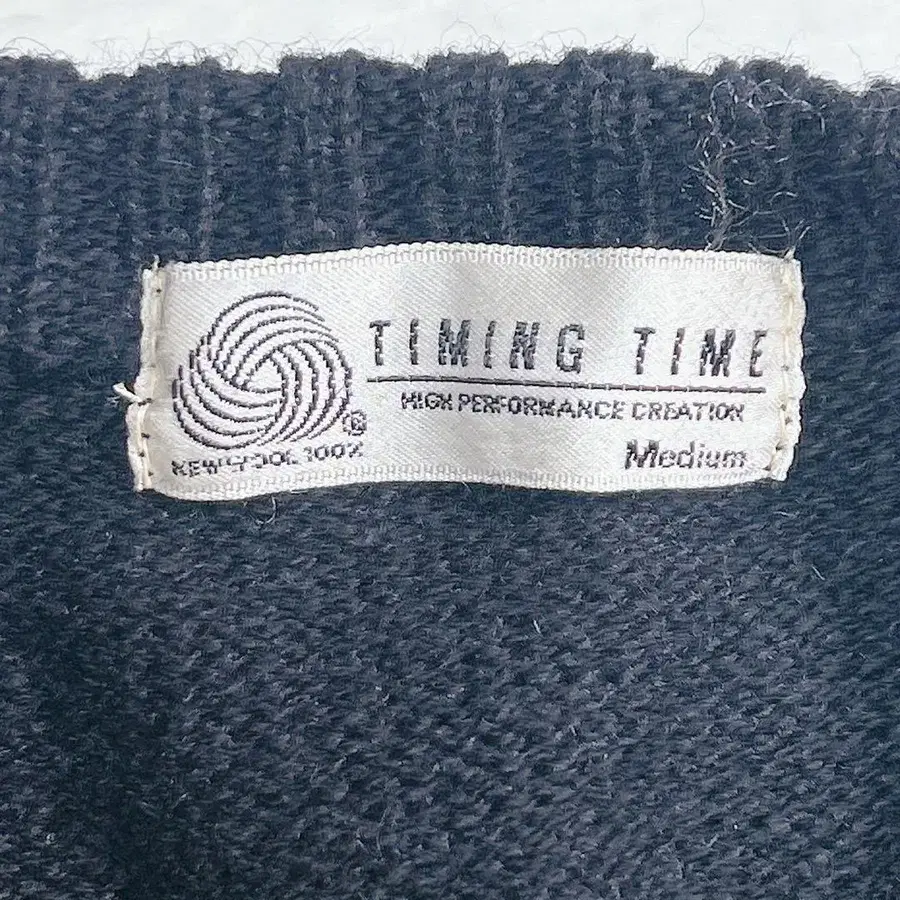 TIMING TIME
HIGH PERFORMANCE CREATION
®
NEW WOOL 100%
Medium